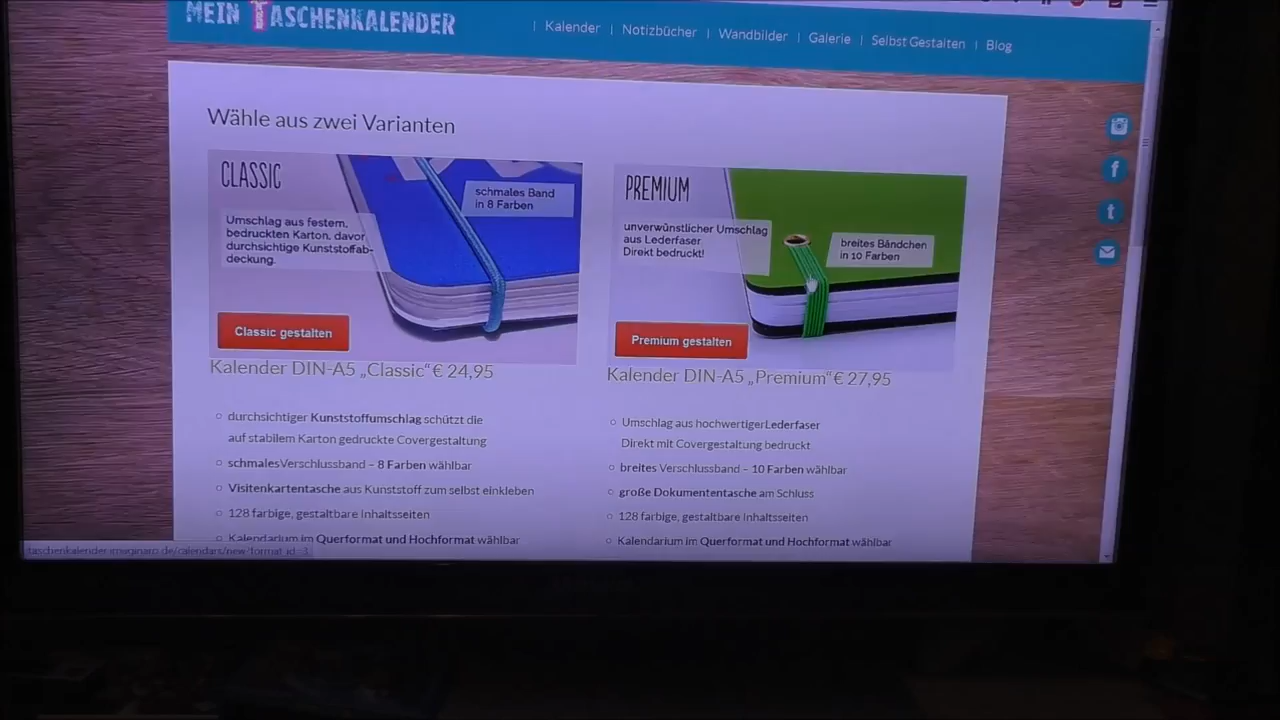 MEIN TASCHENKALENDER
| Kalender | Notizbücher | Wandbilder | Galerie | Selbst Gestalten | Blog
Wähle aus zwei Varianten
CLASSIC
schmales Band
in 8 Farben
Umschlag aus festem,
bedruckten Karton, davor
durchsichtige Kunststoffab-
deckung.
Classic gestalten
Kalender DIN-A5 „Classic“ € 24,95
durchsichtiger Kunststoffumschlag schützt die
auf stabilem Karton gedruckte Covergestaltung
schmalesVerschlussband – 8 Farben wählbar
Visitenkartentasche aus Kunststoff zum selbst einkleben
128 farbige, gestaltbare Inhaltsseiten
Kalendarium im Querformat und Hochformat wählbar
PREMIUM
unverwünstlicher Umschlag
aus Lederfaser
Direkt bedruckt!
breites Bändchen
in 10 Farben
Premium gestalten
Kalender DIN-A5 „Premium“ € 27,95
Umschlag aus hochwertigerLederfaser
Direkt mit Covergestaltung bedruckt
breites Verschlussband – 10 Farben wählbar
große Dokumententasche am Schluss
128 farbige, gestaltbare Inhaltsseiten
Kalendarium im Querformat und Hochformat wählbar